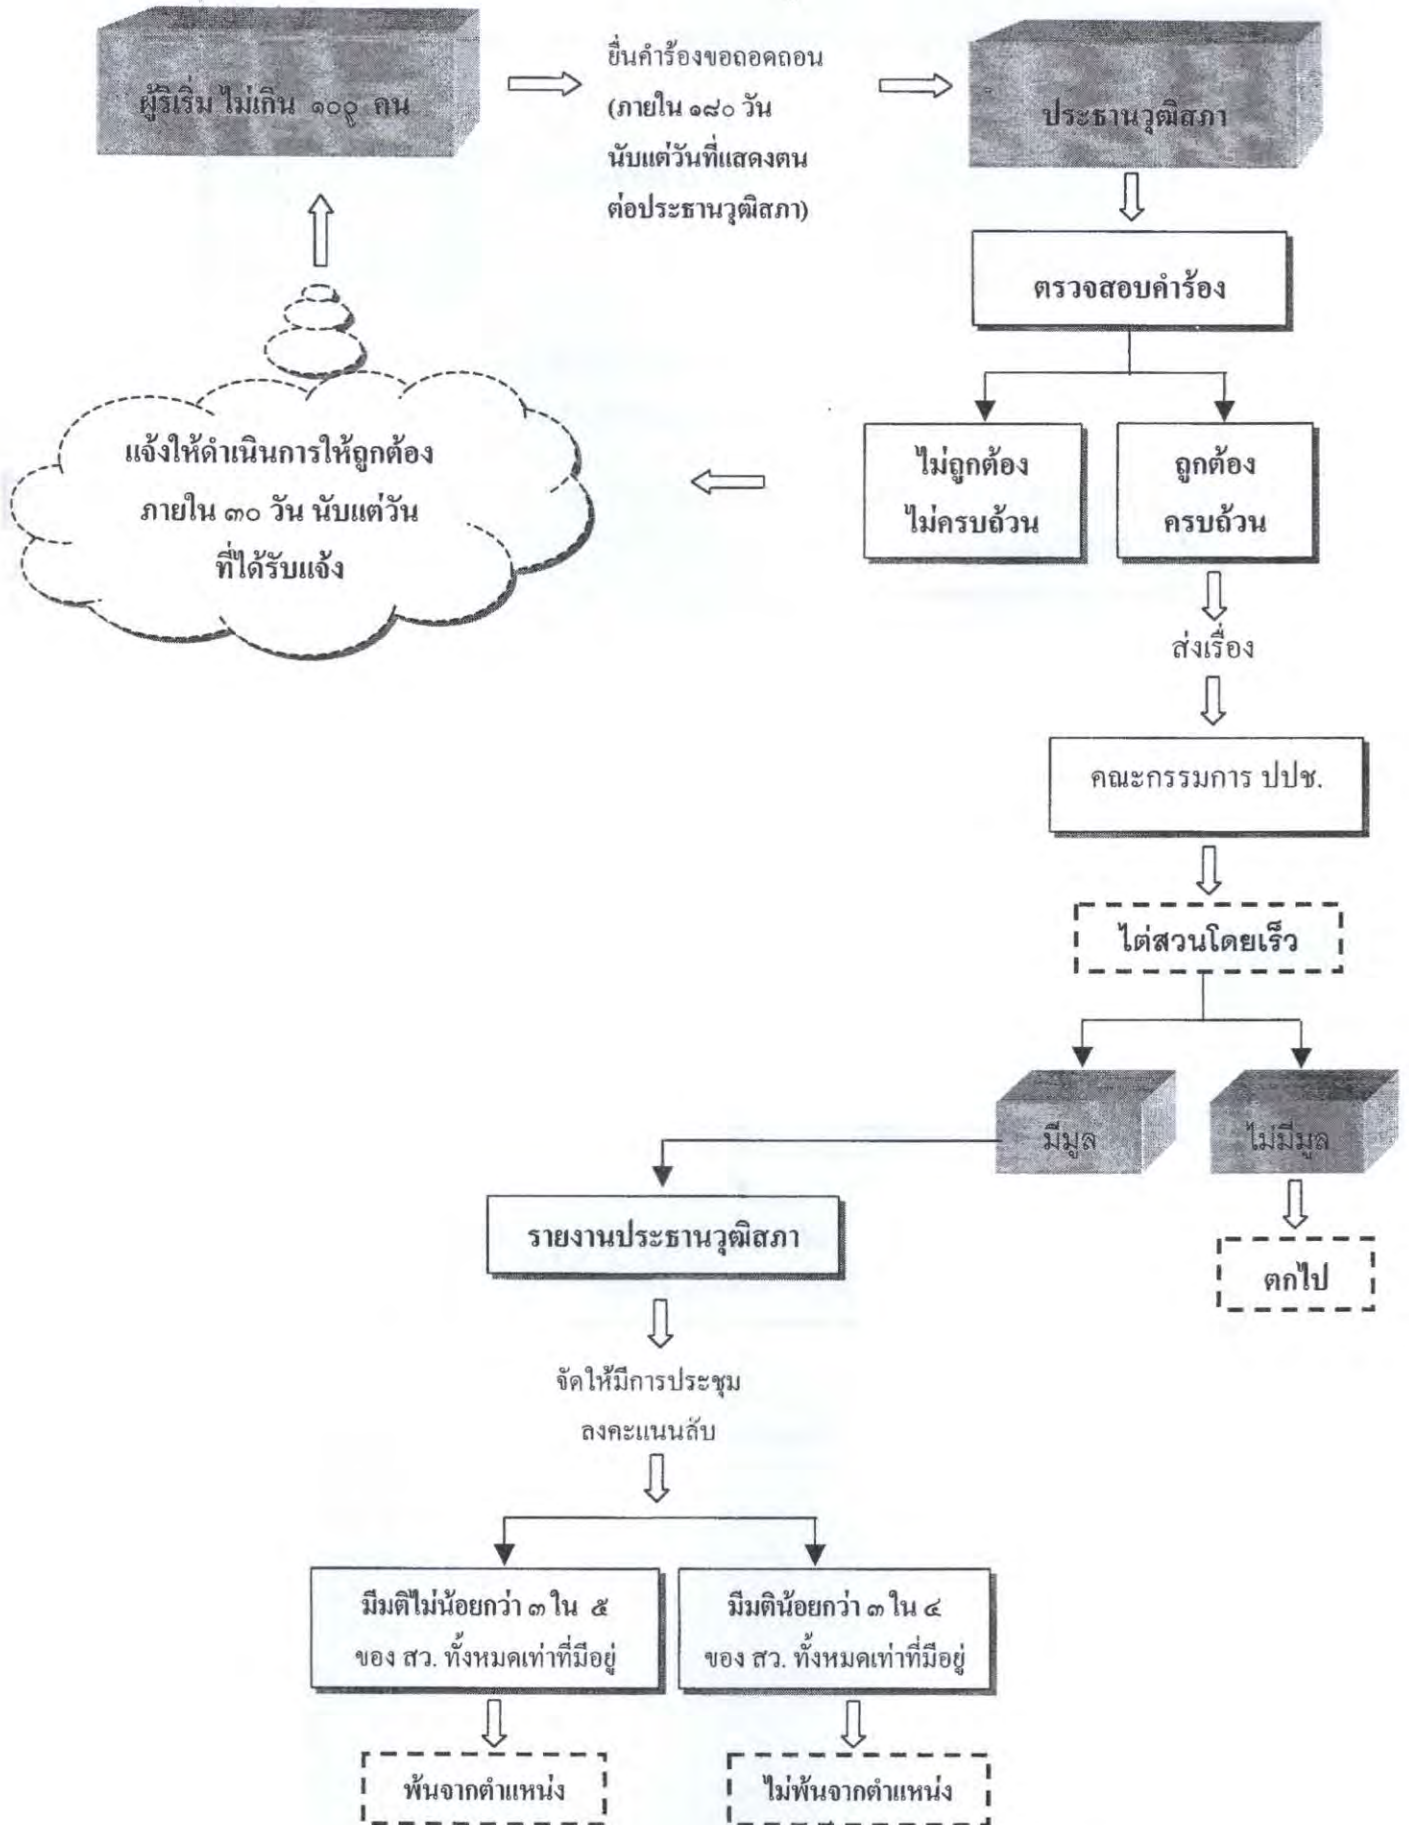 ผู้ริเริ่ม ไม่เกิน ๑๐๐ คน
ยื่นคำร้องขอถอดถอน
(ภายใน ๑๘๐ วัน
นับแต่วันที่แสดงตน
ต่อประธานวุฒิสภา)
ประธานวุฒิสภา
ตรวจสอบคำร้อง
แจ้งให้ดำเนินการให้ถูกต้อง
ภายใน ๓๐ วัน นับแต่วัน
ที่ได้รับแจ้ง
ไม่ถูกต้อง
ไม่ครบถ้วน
ถูกต้อง
ครบถ้วน
ส่งเรื่อง
คณะกรรมการ ปปช.
ไต่สวนโดยเร็ว
มีมูล
ไม่มีมูล
รายงานประธานวุฒิสภา
ตกไป
จัดให้มีการประชุม
ลงคะแนนลับ
มีมติไม่น้อยกว่า ๓ ใน ๕
ของ สว. ทั้งหมดเท่าที่มีอยู่
มีมติน้อยกว่า ๓ ใน ๔
ของ สว. ทั้งหมดเท่าที่มีอยู่
พ้นจากตำแหน่ง
ไม่พ้นจากตำแหน่ง